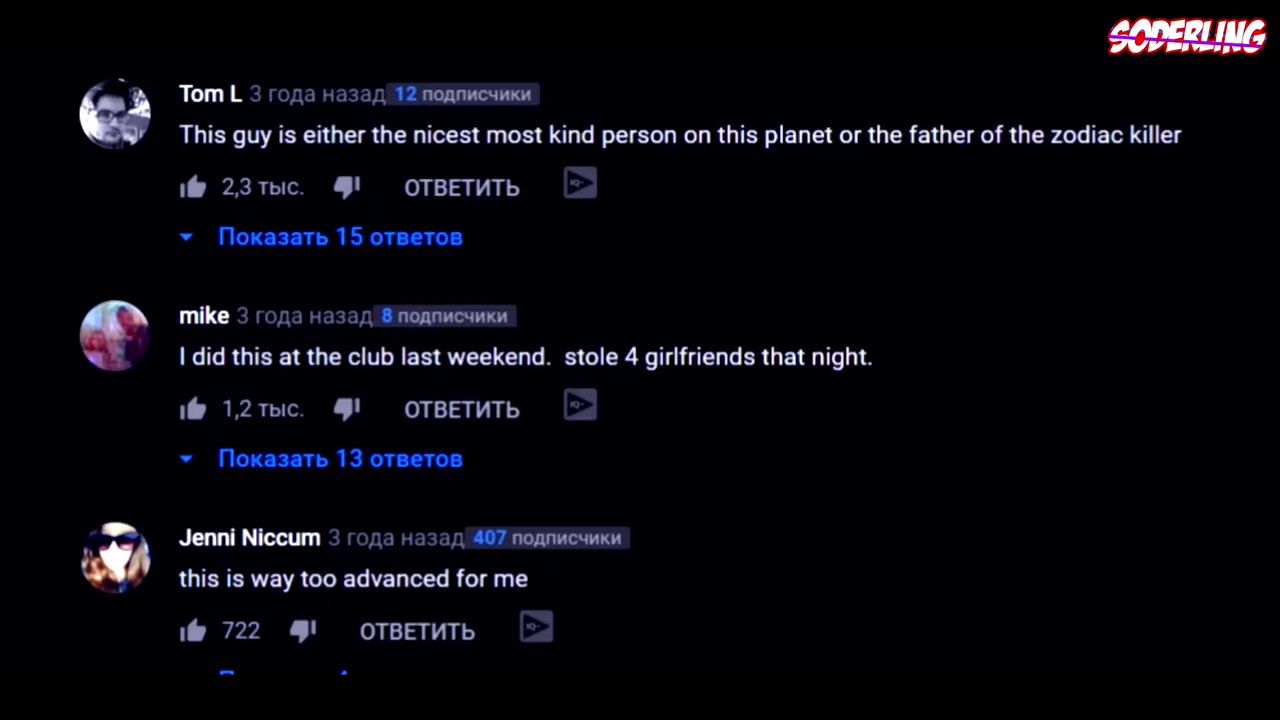 SODERLING
Tom L 3 года назад 12 подписчики
This guy is either the nicest most kind person on this planet or the father of the zodiac killer
2,3 тыс. ОТВЕТИТЬ
Показать 15 ответов
mike 3 года назад 8 подписчики
I did this at the club last weekend.  stole 4 girlfriends that night.
1,2 тыс. ОТВЕТИТЬ
Показать 13 ответов
Jenni Niccum 3 года назад 407 подписчики
this is way too advanced for me
722 ОТВЕТИТЬ